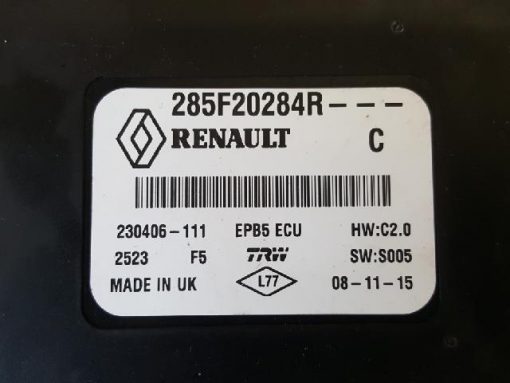 285F20284R---
RENAULT C
230406-111 EPB5 ECU HW:C2.0
2523 F5 TRW SW:S005
MADE IN UK L77 08-11-15